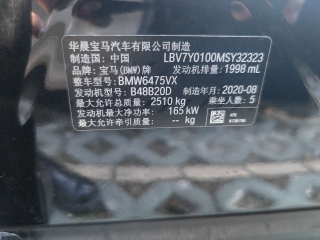 华晨宝马汽车有限公司制造
制造国：中国 LBV7Y0100MSY32323
品牌：宝马(BMW)牌 发动机排量：1998 mL
整车型号：BMW6475VX
发动机型号：B48B20D 制造年月：2020-08
最大允许总质量：2510 kg 乘坐人数：5
发动机最大净功率：165 kW
最大允许牵引质量： - kg